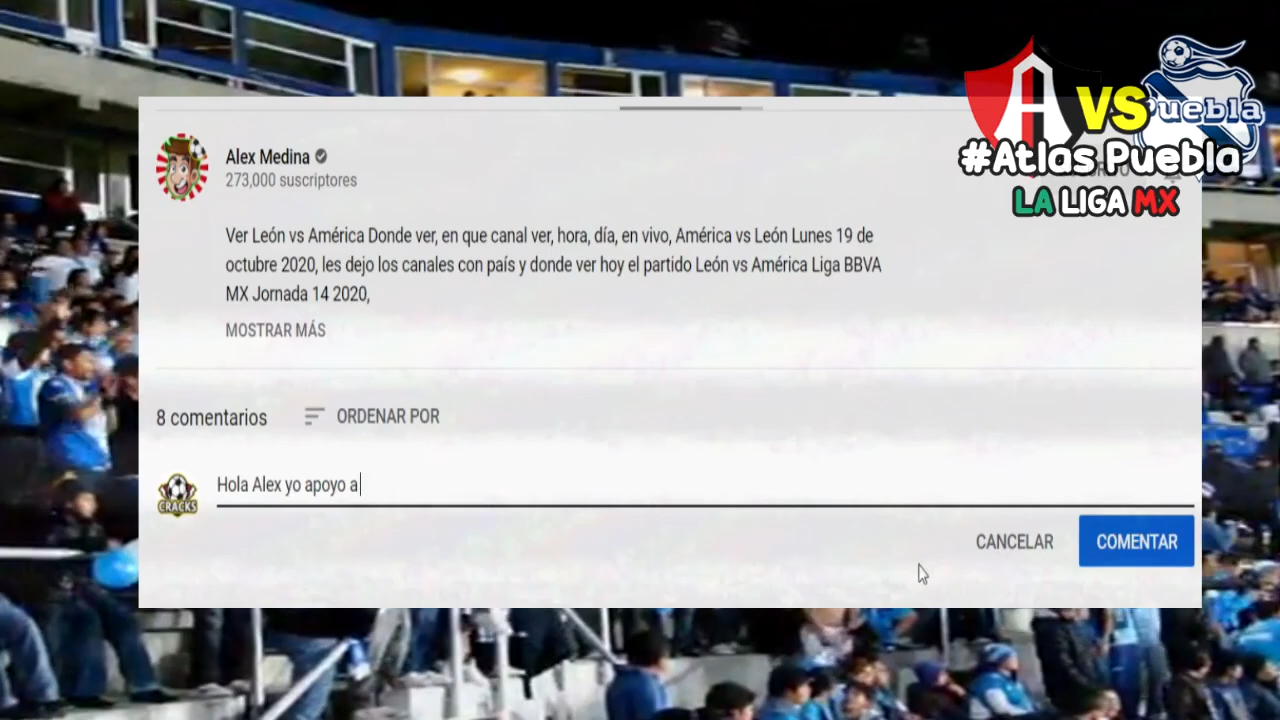 A VS Puebla
#Atlas Puebla
LA LIGA MX
Alex Medina
273,000 suscriptores
Ver León vs América Donde ver, en que canal ver, hora, día, en vivo, América vs León Lunes 19 de
octubre 2020, les dejo los canales con país y donde ver hoy el partido León vs América Liga BBVA
MX Jornada 14 2020,
MOSTRAR MÁS
8 comentarios
ORDENAR POR
CRACKS
Hola Alex yo apoyo a
CANCELAR
COMENTAR